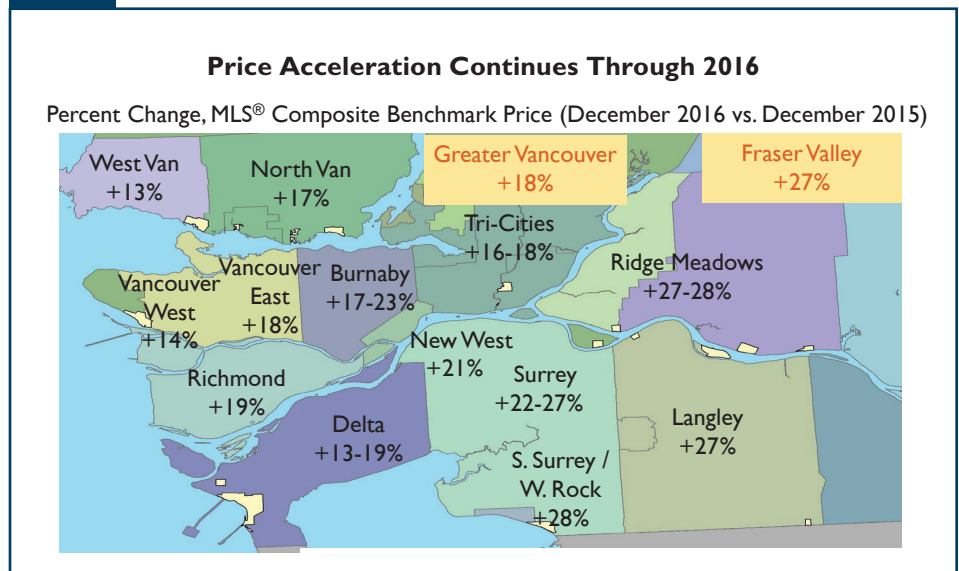 Price Acceleration Continues Through 2016
Percent Change, MLS® Composite Benchmark Price (December 2016 vs. December 2015)
West Van
+13%
North Van
+17%
Greater Vancouver
+18%
Fraser Valley
+27%
Tri-Cities
+16-18%
Ridge Meadows
+27-28%
Vancouver
West
+14%
Vancouver
East
+18%
Burnaby
+17-23%
New West
+21%
Richmond
+19%
Surrey
+22-27%
Langley
+27%
Delta
+13-19%
S. Surrey /
W. Rock
+28%